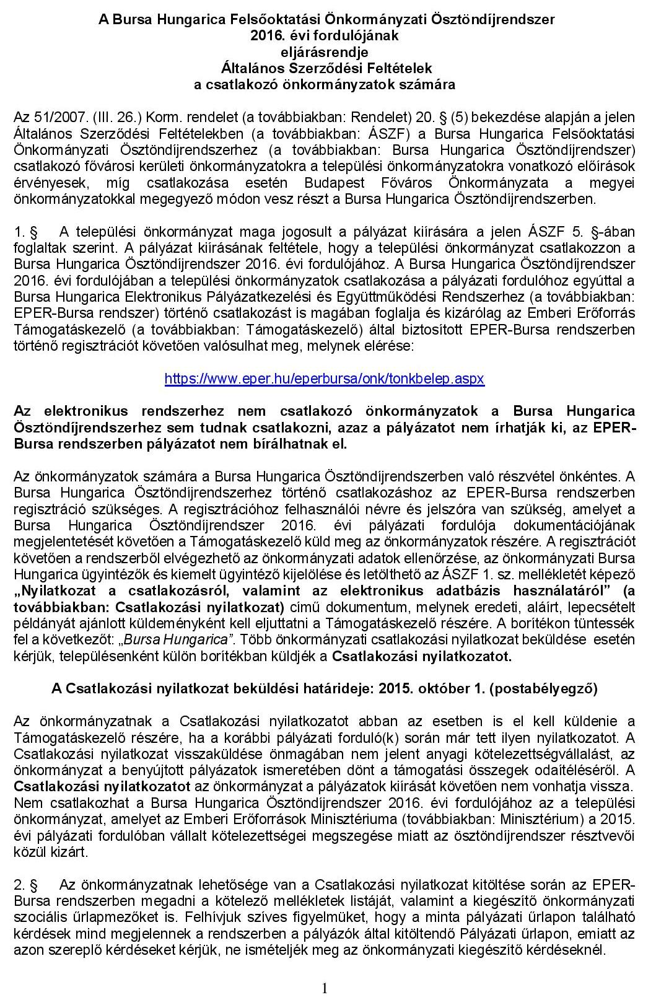 A Bursa Hungarica Felsőoktatási Önkormányzati Ösztöndíjrendszer
2016. évi fordulójának
eljárásrendje
Általános Szerződési Feltételek
a csatlakozó önkormányzatok számára
Az 51/2007. (III. 26.) Korm. rendelet (a továbbiakban: Rendelet) 20. § (5) bekezdése alapján a jelen
Általános Szerződési Feltételekben (a továbbiakban: ÁSZF) a Bursa Hungarica Felsőoktatási
Önkormányzati Ösztöndíjrendszerhez (a továbbiakban: Bursa Hungarica Ösztöndíjrendszer)
csatlakozó fővárosi kerületi önkormányzatokra a települési önkormányzatokra vonatkozó előírások
érvényesek, míg csatlakozása esetén Budapest Főváros Önkormányzata a megyei
önkormányzatokkal megegyező módon vesz részt a Bursa Hungarica Ösztöndíjrendszerben.
1. § A települési önkormányzat maga jogosult a pályázat kiírására a jelen ÁSZF 5. §-ában
foglaltak szerint. A pályázat kiírásának feltétele, hogy a települési önkormányzat csatlakozzon a
Bursa Hungarica Ösztöndíjrendszer 2016. évi fordulójához. A Bursa Hungarica Ösztöndíjrendszer
2016. évi fordulójában a települési önkormányzatok csatlakozása a pályázati fordulóhoz egyúttal a
Bursa Hungarica Elektronikus Pályázatkezelési és Együttműködési Rendszerhez (a továbbiakban:
EPER-Bursa rendszer) történő csatlakozást is magában foglalja és kizárólag az Emberi Erőforrás
Támogatáskezelő (a továbbiakban: Támogatáskezelő) által biztosított EPER-Bursa rendszerben
történő regisztrációt követően valósulhat meg, melynek elérése:
https://www.eper.hu/eperbursa/onk/tonkbelep.aspx
Az elektronikus rendszerhez nem csatlakozó önkormányzatok a Bursa Hungarica
Ösztöndíjrendszerhez sem tudnak csatlakozni, azaz a pályázatot nem írhatják ki, az EPER-
Bursa rendszerben pályázatot nem bírálhatnak el.
Az önkormányzatok számára a Bursa Hungarica Ösztöndíjrendszerben való részvétel önkéntes. A
Bursa Hungarica Ösztöndíjrendszerhez történő csatlakozáshoz az EPER-Bursa rendszerben
regisztráció szükséges. A regisztrációhoz felhasználói névre és jelszóra van szükség, amelyet a
Bursa Hungarica Ösztöndíjrendszer 2016. évi pályázati fordulója dokumentációjának
megjelentetését követően a Támogatáskezelő küld meg az önkormányzatok részére. A regisztrációt
követően a rendszerből elvégezhető az önkormányzati adatok ellenőrzése, az önkormányzati Bursa
Hungarica ügyintézők és kiemelt ügyintéző kijelölése és letölthető az ÁSZF 1. sz. mellékletét képező
„Nyilatkozat a csatlakozásról, valamint az elektronikus adatbázis használatáról” (a
továbbiakban: Csatlakozási nyilatkozat) című dokumentum, melynek eredeti, aláírt, lepecsételt
példányát ajánlott küldeményként kell eljuttatni a Támogatáskezelő részére. A borítékon tüntessék
fel a következőt: „Bursa Hungarica”. Több önkormányzati csatlakozási nyilatkozat beküldése esetén
kérjük, településenként külön borítékban küldjék a Csatlakozási nyilatkozatot.
A Csatlakozási nyilatkozat beküldési határideje: 2015. október 1. (postabélyegző)
Az önkormányzatnak a Csatlakozási nyilatkozatot abban az esetben is el kell küldenie a
Támogatáskezelő részére, ha a korábbi pályázati forduló(k) során már tett ilyen nyilatkozatot. A
Csatlakozási nyilatkozat visszaküldése önmagában nem jelent anyagi kötelezettségvállalást, az
önkormányzat a benyújtott pályázatok ismeretében dönt a támogatási összegek odaítéléséről. A
Csatlakozási nyilatkozatot az önkormányzat a pályázatok kiírását követően nem vonhatja vissza.
Nem csatlakozhat a Bursa Hungarica Ösztöndíjrendszer 2016. évi fordulójához az a települési
önkormányzat, amelyet az Emberi Erőforrások Minisztériuma (továbbiakban: Minisztérium) a 2015.
évi pályázati fordulóban vállalt kötelezettségei megszegése miatt az ösztöndíjrendszer résztvevői
közül kizárt.
2. § Az önkormányzatnak lehetősége van a Csatlakozási nyilatkozat kitöltése során az EPER-
Bursa rendszerben megadni a kötelező mellékletek listáját, valamint a kiegészítő önkormányzati
szociális űrlapmezőket is. Felhívjuk szíves figyelmüket, hogy a minta pályázati űrlapon található
kérdések mind megjelennek a rendszerben a pályázók által kitöltendő Pályázati űrlapon, emiatt az
azon szereplő kérdéseket kérjük, ne ismételjék meg az önkormányzati kiegészítő kérdéseknél.
1